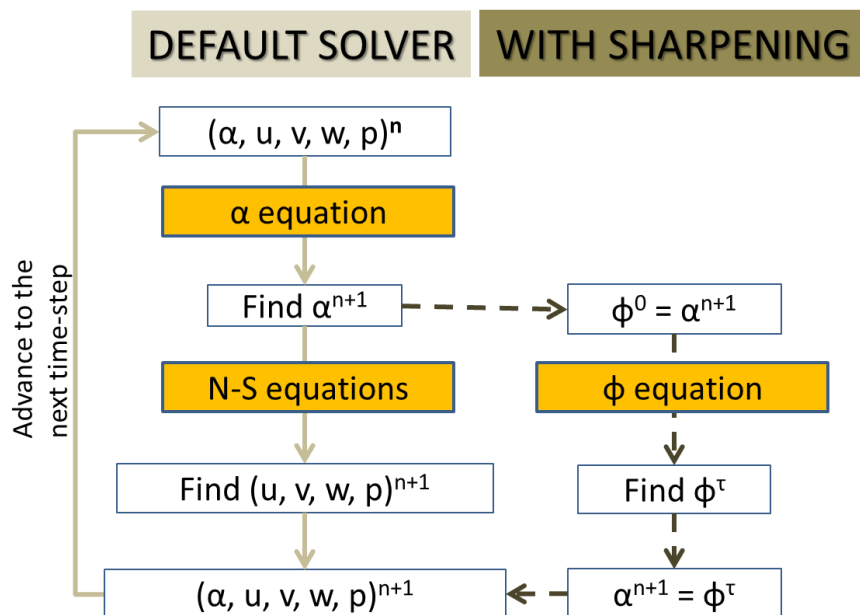 DEFAULT SOLVER
WITH SHARPENING
(α, u, v, w, p)ⁿ
α equation
Find αⁿ⁺¹
ϕ⁰ = αⁿ⁺¹
N-S equations
ϕ equation
Find (u, v, w, p)ⁿ⁺¹
Find ϕᵗ
(α, u, v, w, p)ⁿ⁺¹
αⁿ⁺¹ = ϕᵗ
Advance to the
next time-step